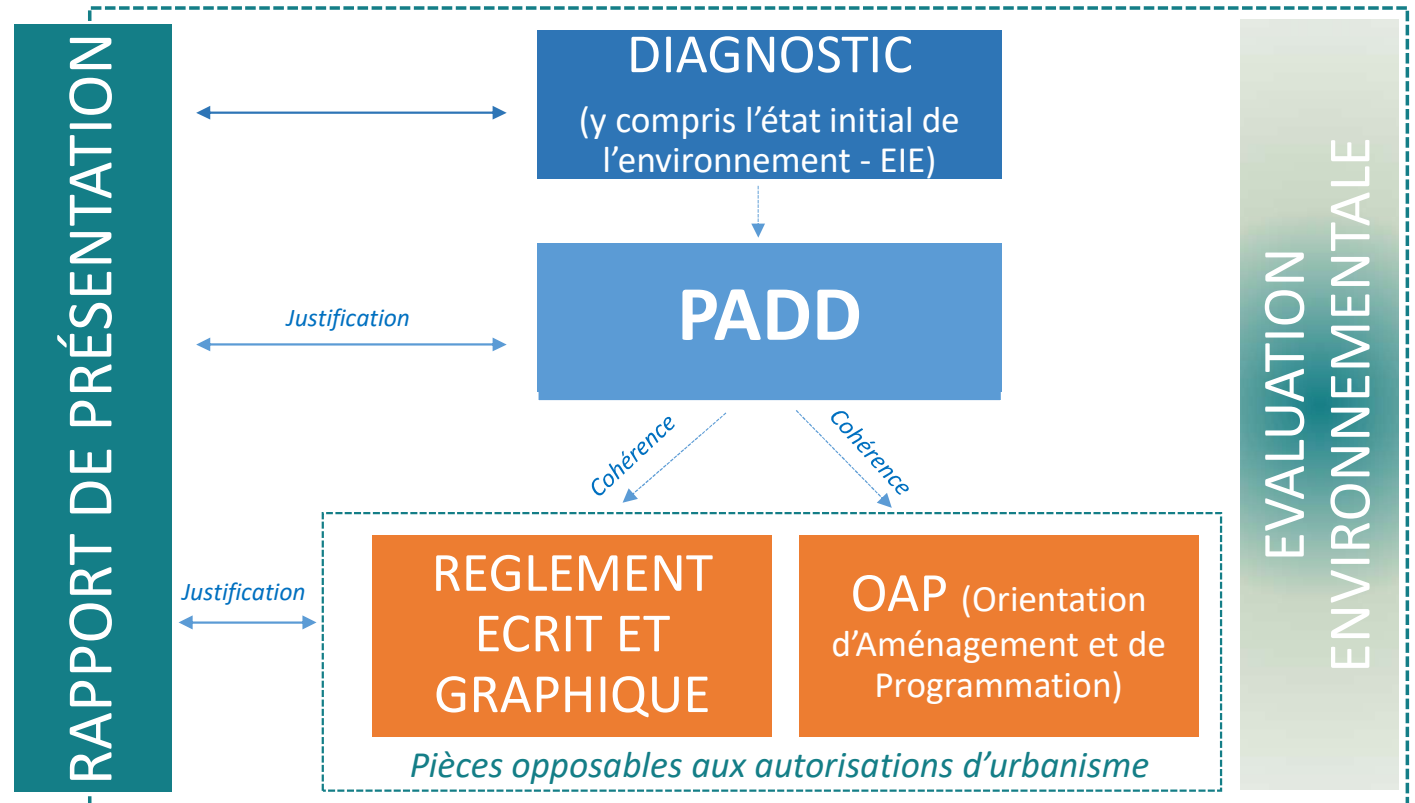 RAPPORT DE PRÉSENTATION
DIAGNOSTIC
(y compris l’état initial de
l’environnement - EIE)
Justification
PADD
Cohérence
Cohérence
Justification
REGLEMENT
ECRIT ET
GRAPHIQUE
OAP (Orientation
d’Aménagement et de
Programmation)
Pièces opposables aux autorisations d’urbanisme
EVALUATION
ENVIRONNEMENTALE